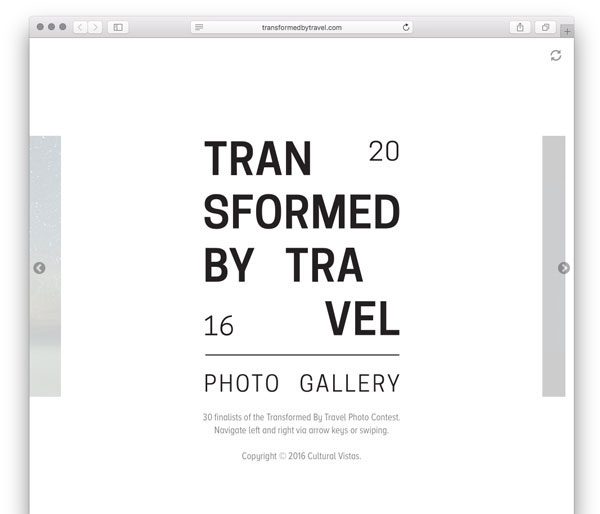 transformedbytravel.com
TRAN 20
SFORMED
BY TRA
16 VEL
PHOTO GALLERY
30 finalists of the Transformed By Travel Photo Contest.
Navigate left and right via arrow keys or swiping.
Copyright © 2016 Cultural Vistas.